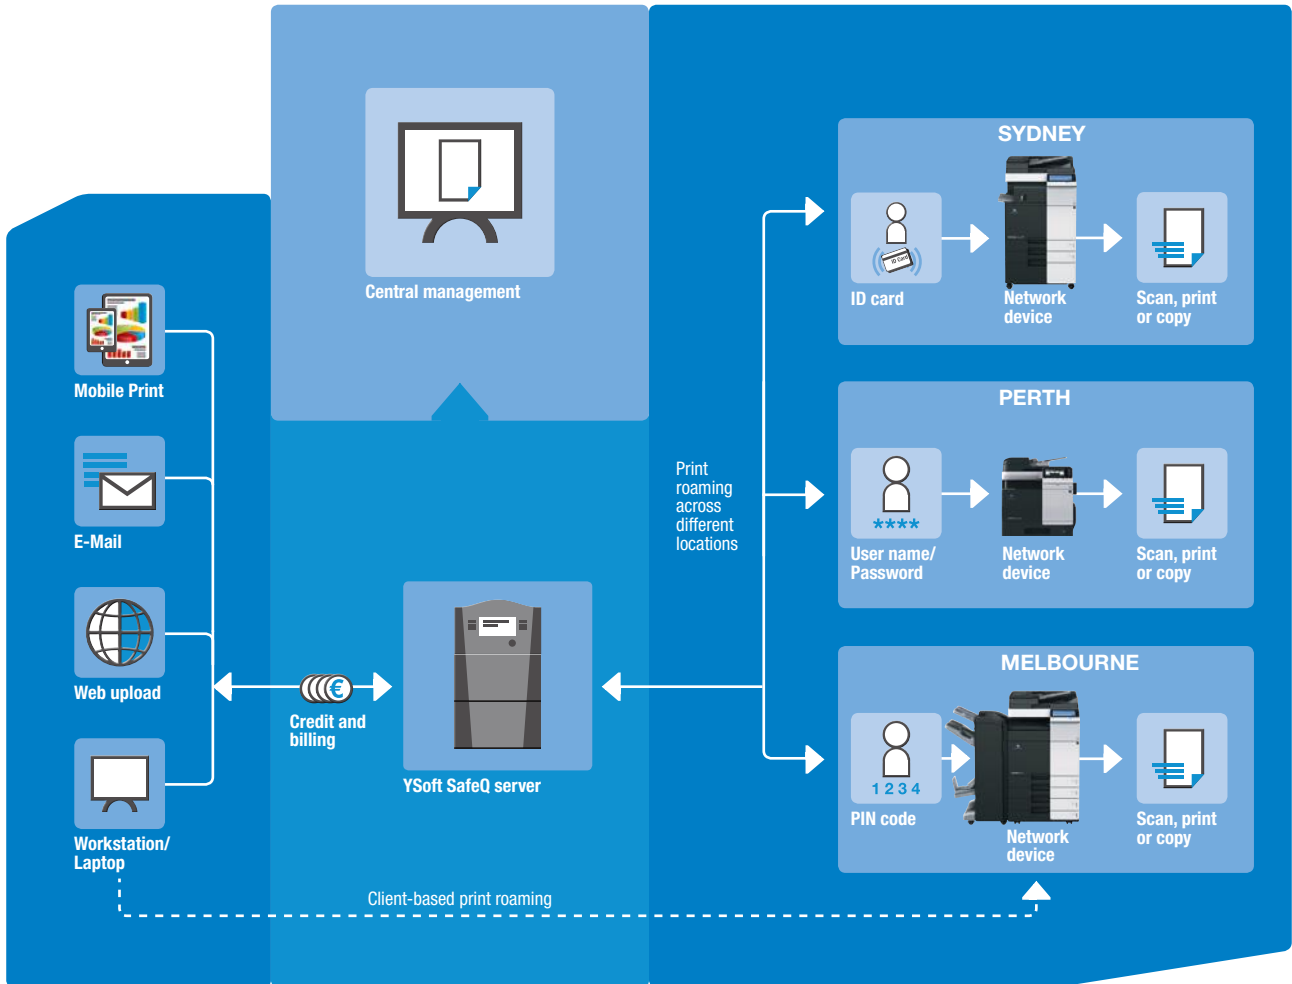 Central management
Mobile Print
E-Mail
Web upload
Workstation/
Laptop
Credit and
billing
€
YSoft SafeQ server
Client-based print roaming
Print
roaming
across
different
locations
SYDNEY
ID Card
ID card
Network
device
Scan, print
or copy
PERTH
****
User name/
Password
Network
device
Scan, print
or copy
MELBOURNE
1 2 3 4
PIN code
Network
device
Scan, print
or copy